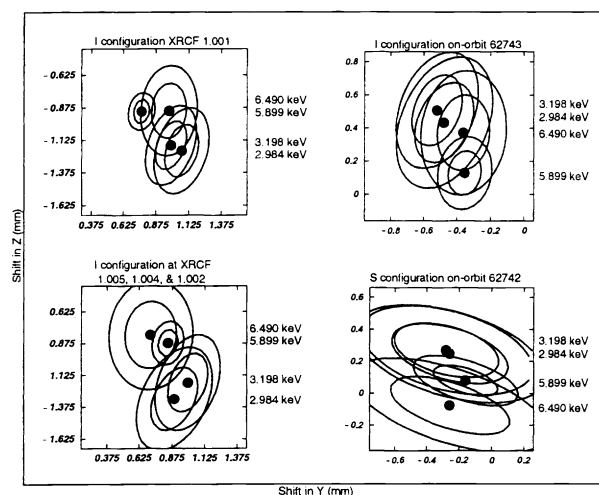 I configuration XRCF 1.001
- 0.625
- 0.875
- 1.125
- 1.375
- 1.625
0.375 0.625 0.875 1.125 1.375
6.490 keV
5.899 keV
3.198 keV
2.984 keV
I configuration on-orbit 62743
0.8
0.6
0.4
0.2
0
- 0.8 - 0.6 - 0.4 - 0.2 0
3.198 keV
2.984 keV
6.490 keV
5.899 keV
Shift in Z (mm)
I configuration at XRCF
1.005, 1.004, & 1.002
0.625
0.875
1.125
- 1.375
- 1.625
0.375 0.625 0.875 1.125 1.375
6.490 keV
5.899 keV
3.198 keV
2.984 keV
S configuration on-orbit 62742
0.6
0.4
0.2
0
- 0.2
- 0.6 - 0.4 - 0.2 0 0.2
3.198 keV
2.984 keV
5.899 keV
6.490 keV
Shift in Y (mm)